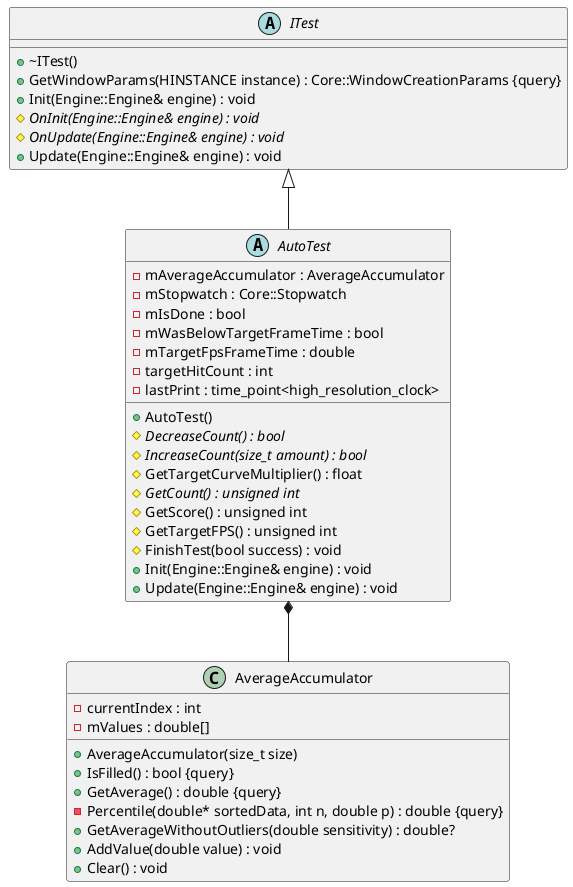 A ITest
~ITest()
GetWindowParams(HINSTANCE instance) : Core::WindowCreationParams {query}
Init(Engine::Engine& engine) : void
OnInit(Engine::Engine& engine) : void
OnUpdate(Engine::Engine& engine) : void
Update(Engine::Engine& engine) : void
A AutoTest
mAverageAccumulator : AverageAccumulator
mStopwatch : Core::Stopwatch
mIsDone : bool
mWasBelowTargetFrameTime : bool
mTargetFpsFrameTime : double
targetHitCount : int
lastPrint : time_point<high_resolution_clock>
AutoTest()
DecreaseCount() : bool
IncreaseCount(size_t amount) : bool
GetTargetCurveMultiplier() : float
GetCount() : unsigned int
GetScore() : unsigned int
GetTargetFPS() : unsigned int
FinishTest(bool success) : void
Init(Engine::Engine& engine) : void
Update(Engine::Engine& engine) : void
C AverageAccumulator
currentIndex : int
mValues : double[]
AverageAccumulator(size_t size)
IsFilled() : bool {query}
GetAverage() : double {query}
Percentile(double* sortedData, int n, double p) : double {query}
GetAverageWithoutOutliers(double sensitivity) : double?
AddValue(double value) : void
Clear() : void